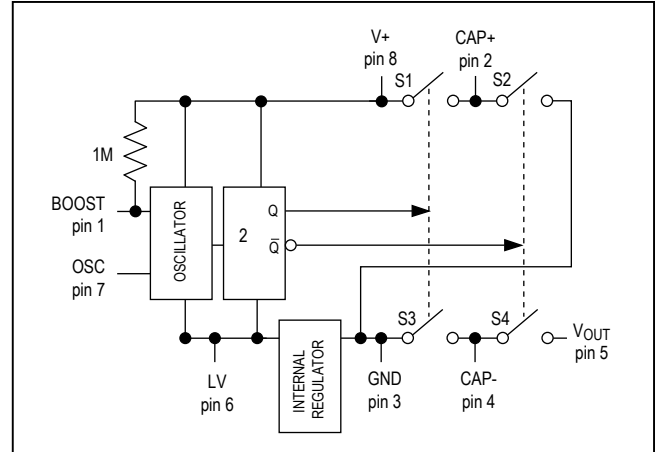 V+
pin 8
CAP+
pin 2
S1
S2
1M
BOOST
pin 1
OSCILLATOR
2
Q
Q̅
OSC
pin 7
S3
S4
VOUT
pin 5
LV
pin 6
INTERNAL
REGULATOR
GND
pin 3
CAP-
pin 4